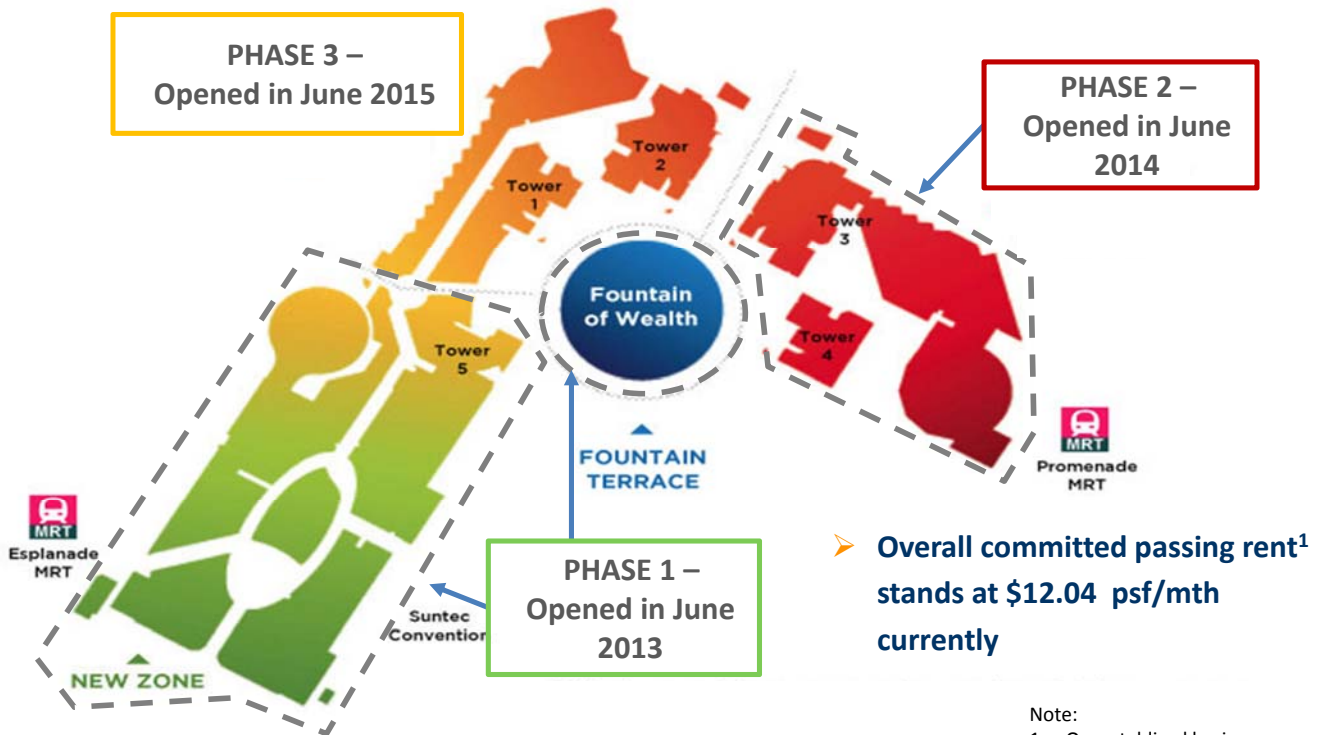 PHASE 3 –
Opened in June 2015
PHASE 2 –
Opened in June
2014
Tower
2
Tower
1
Tower
3
Fountain
of Wealth
Tower
4
Tower
5
FOUNTAIN
TERRACE
MRT
Promenade
MRT
MRT
Esplanade
MRT
PHASE 1 –
Opened in June
2013
Suntec
Convention
NEW ZONE
➢ Overall committed passing rent¹
stands at $12.04 psf/mth
currently
Note: